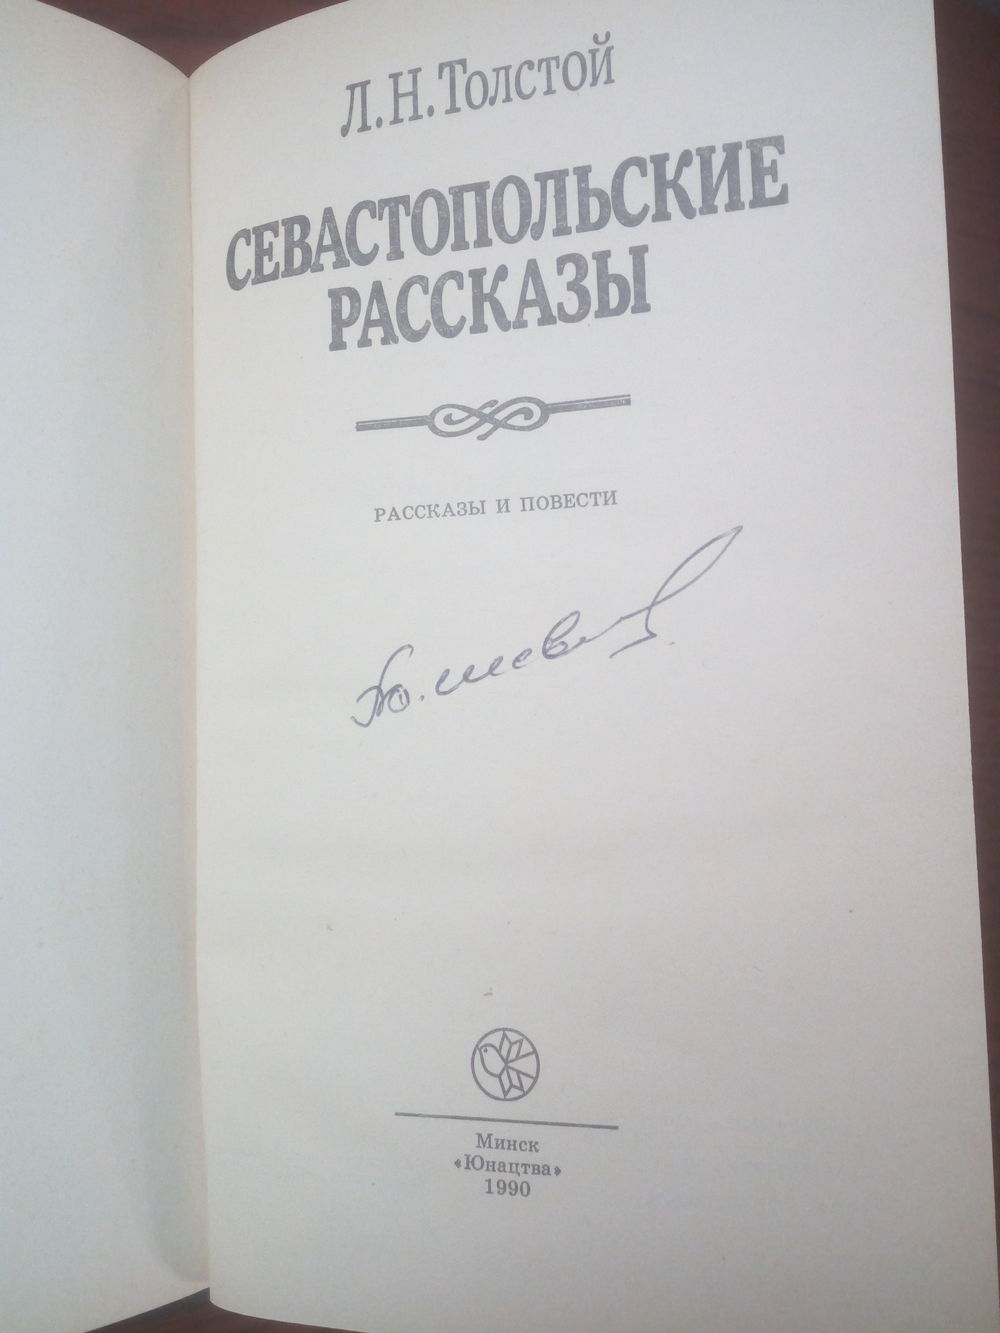 Л.Н.Толстой
СЕВАСТОПОЛЬСКИЕ
РАССКАЗЫ
РАССКАЗЫ И ПОВЕСТИ
Минск
«Юнацтва»
1990